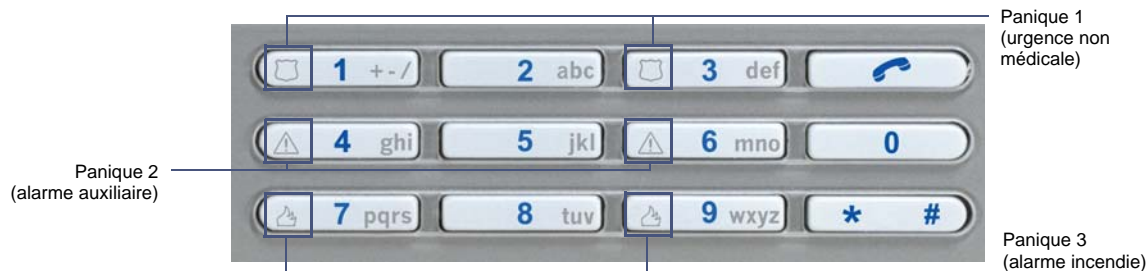 Panique 1
(urgence non
médicale)
1 +-/ 2 abc 3 def
4 ghi 5 jkl 6 mno 0
Panique 2
(alarme auxiliaire)
7 pqrs 8 tuv 9 wxyz * #
Panique 3
(alarme incendie)